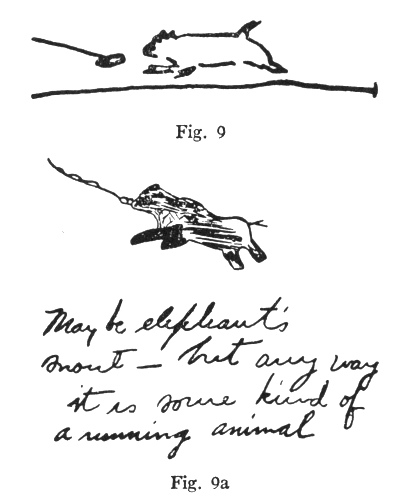 Fig. 9
May be elephant's
snout — but any way
it is some kind of
a running animal
Fig. 9a